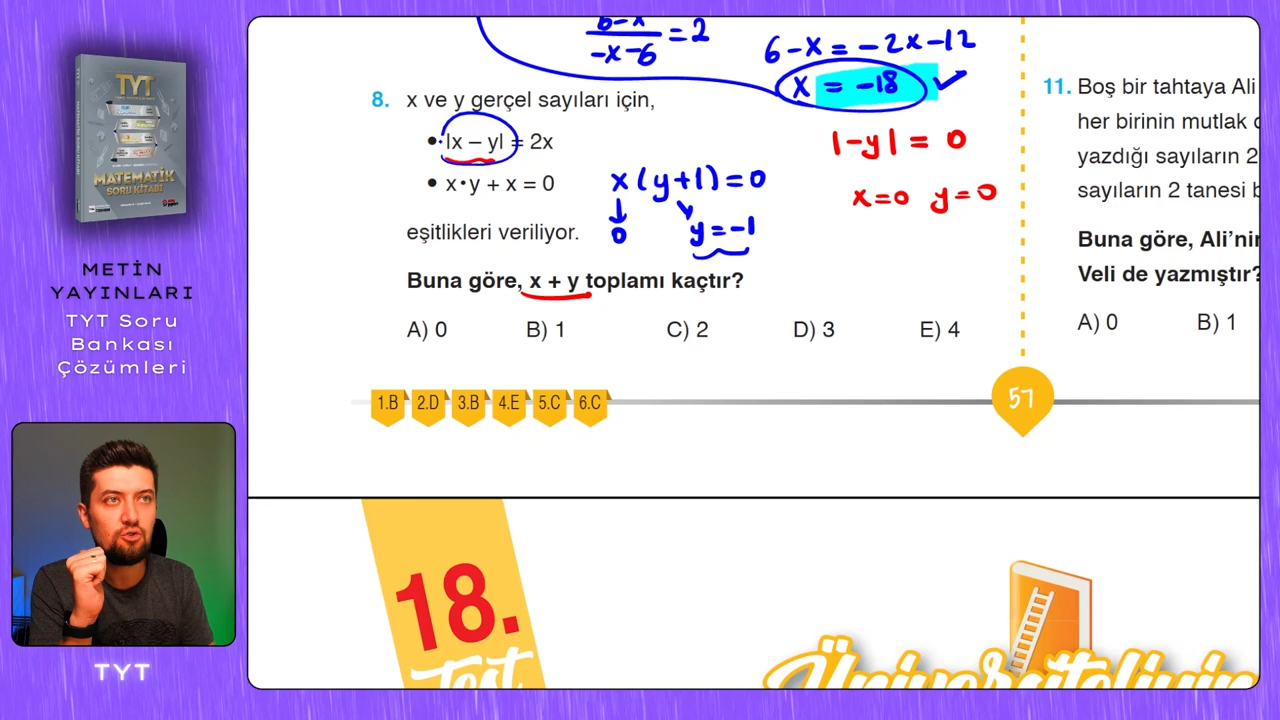 TYT
MATEMATİK
SORU KİTABI
METİN
YAYINLARI
TYT Soru
Bankası
Çözümleri
TYT
6-x
-x-6
= 2
6-x = -2x-12
x = -18
8. x ve y gerçel sayıları için,
• |x – y| = 2x
• x•y + x = 0
eşitlikleri veriliyor.
x(y+1)=0
0
y=-1
|-y| = 0
x=0 y=0
Buna göre, x + y toplamı kaçtır?
A) 0 B) 1 C) 2 D) 3 E) 4
1.B 2.D 3.B 4.E 5.C 6.C
57
11. Boş bir tahtaya Ali
her birinin mutlak
yazdığı sayıların 2
sayıların 2 tanesi
Buna göre, Ali'nin
Veli de yazmıştır?
A) 0 B) 1
18.
Test
Üniversiteliyim